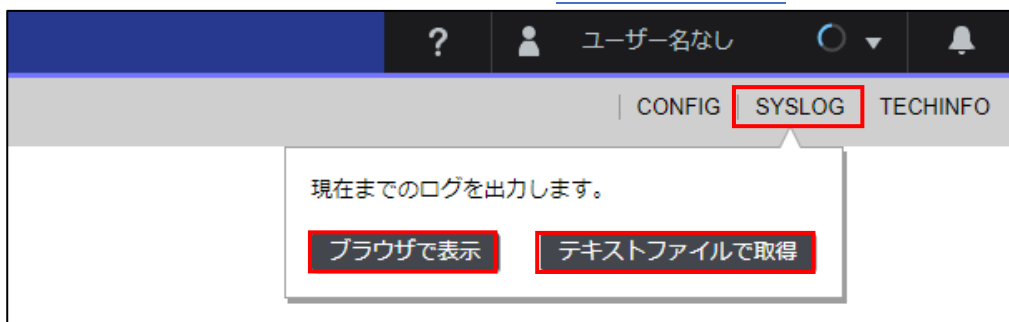 ? ユーザー名なし ▼
CONFIG | SYSLOG TECHINFO
現在までのログを出力します。
ブラウザで表示 テキストファイルで取得